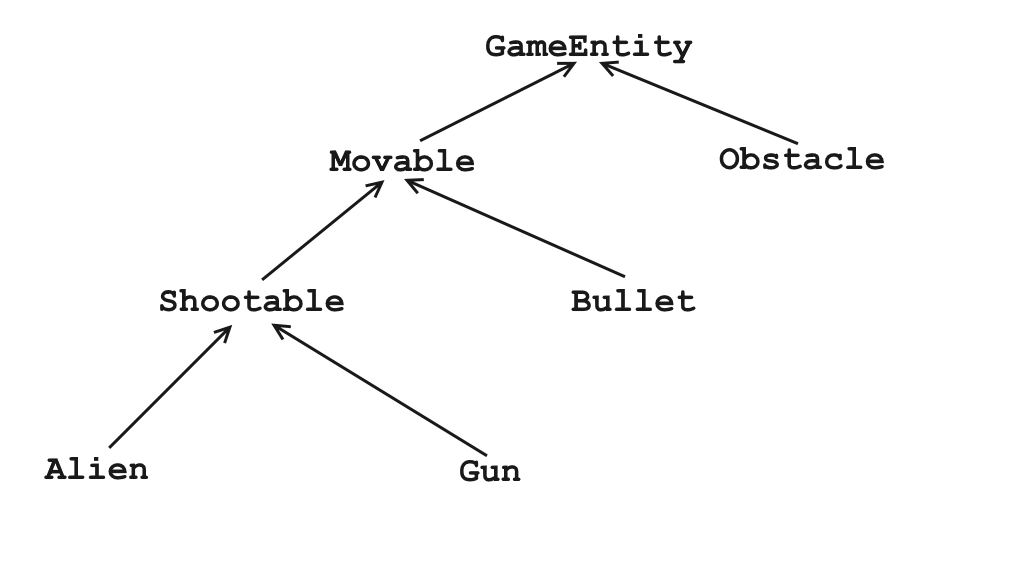 GameEntity
Movable
Obstacle
Shootable
Bullet
Alien
Gun